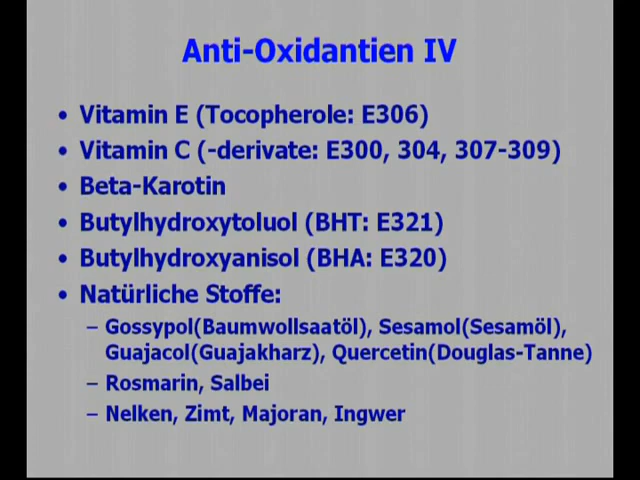 Anti-Oxidantien IV
• Vitamin E (Tocopherole: E306)
• Vitamin C (-derivate: E300, 304, 307-309)
• Beta-Karotin
• Butylhydroxytoluol (BHT: E321)
• Butylhydroxyanisol (BHA: E320)
• Natürliche Stoffe:
– Gossypol(Baumwollsaatöl), Sesamol(Sesamöl),
Guajacol(Guajakharz), Quercetin(Douglas-Tanne)
– Rosmarin, Salbei
– Nelken, Zimt, Majoran, Ingwer